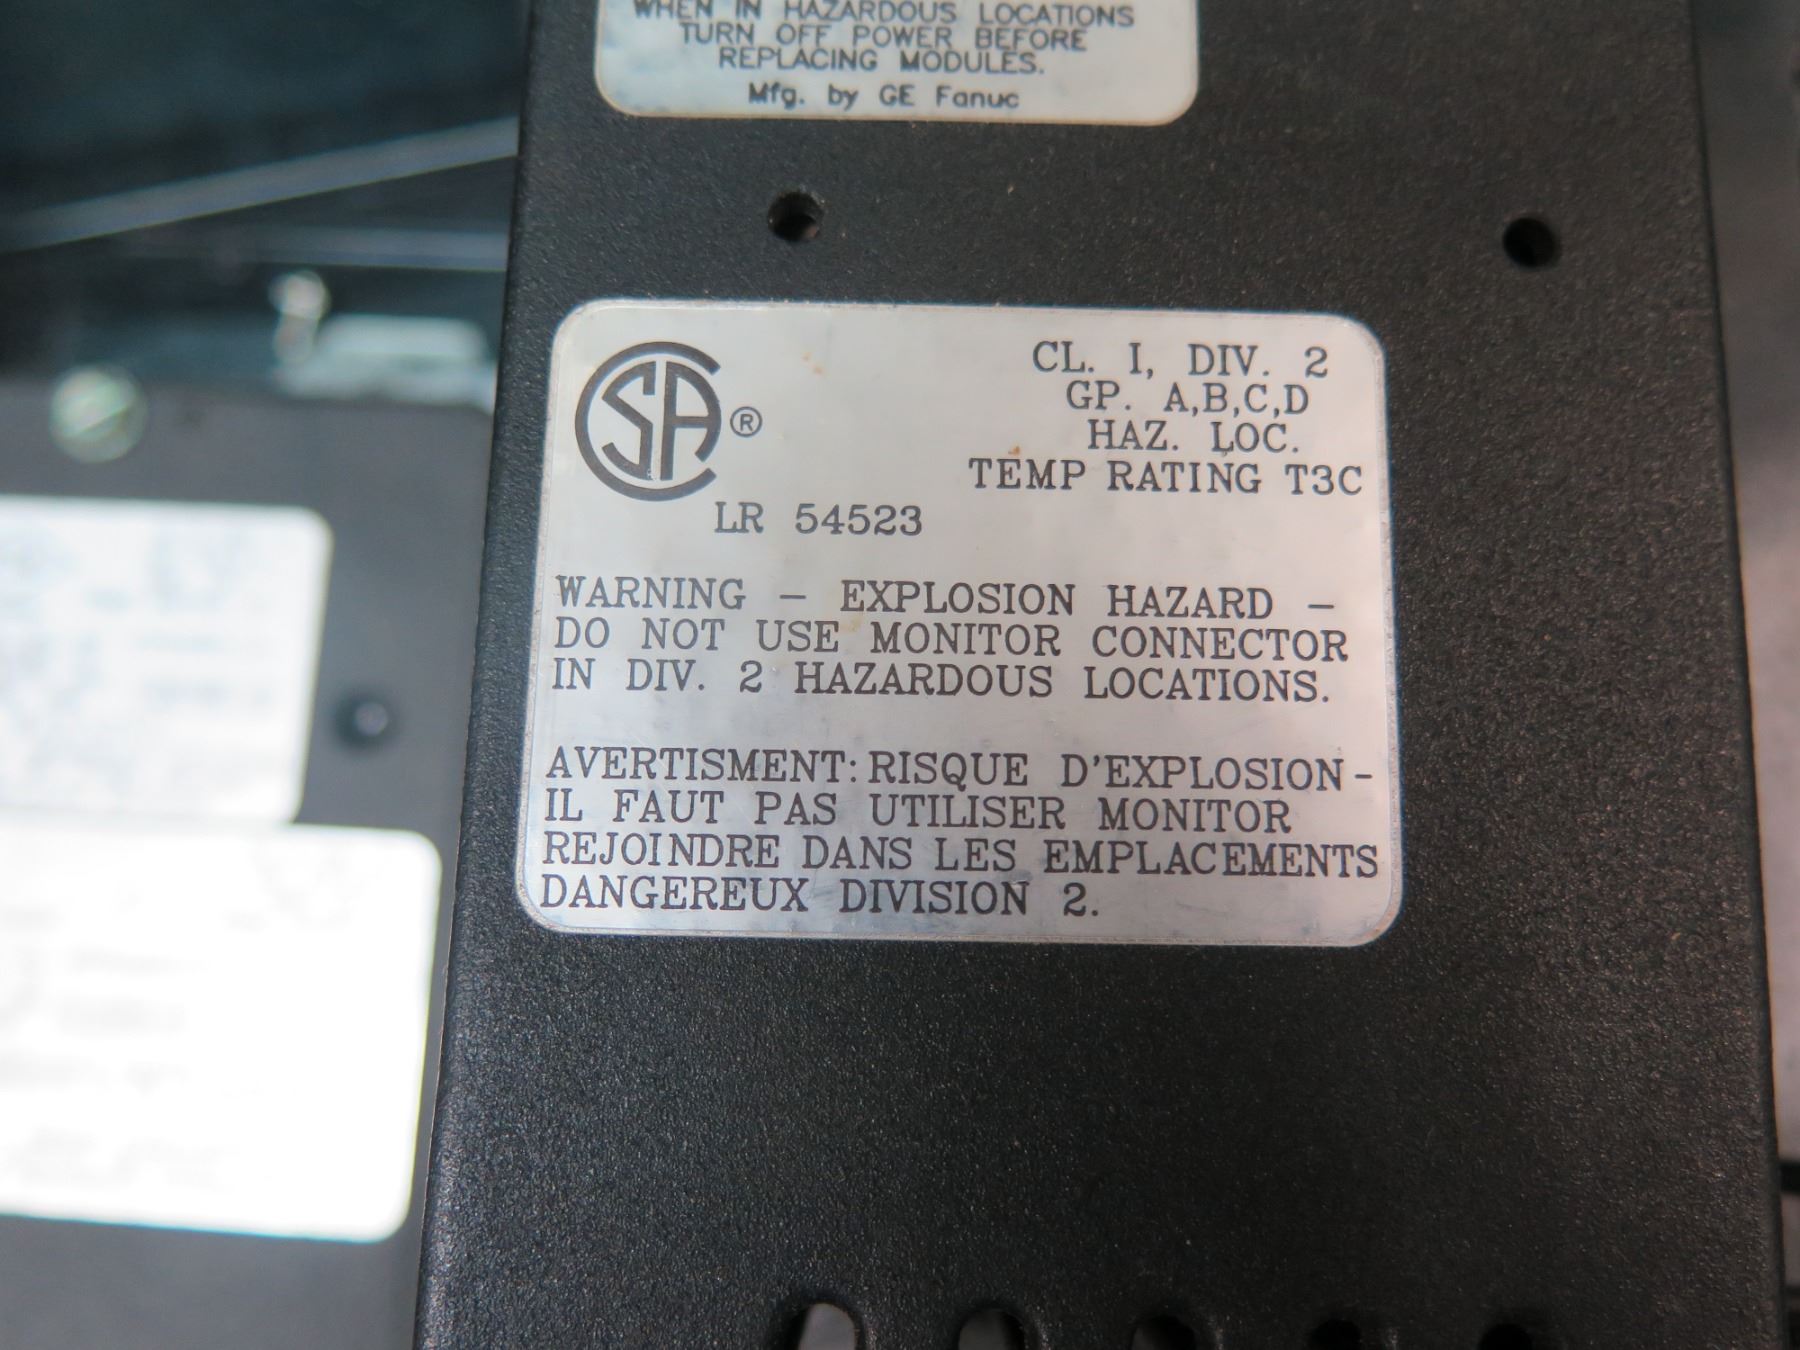 WHEN IN HAZARDOUS LOCATIONS
TURN OFF POWER BEFORE
REPLACING MODULES.
Mfg. by GE Fanuc
CSA ®
CL. I, DIV. 2
GP. A,B,C,D
HAZ. LOC.
TEMP RATING T3C
LR 54523
WARNING – EXPLOSION HAZARD –
DO NOT USE MONITOR CONNECTOR
IN DIV. 2 HAZARDOUS LOCATIONS.
AVERTISMENT: RISQUE D'EXPLOSION -
IL FAUT PAS UTILISER MONITOR
REJOINDRE DANS LES EMPLACEMENTS
DANGEREUX DIVISION 2.